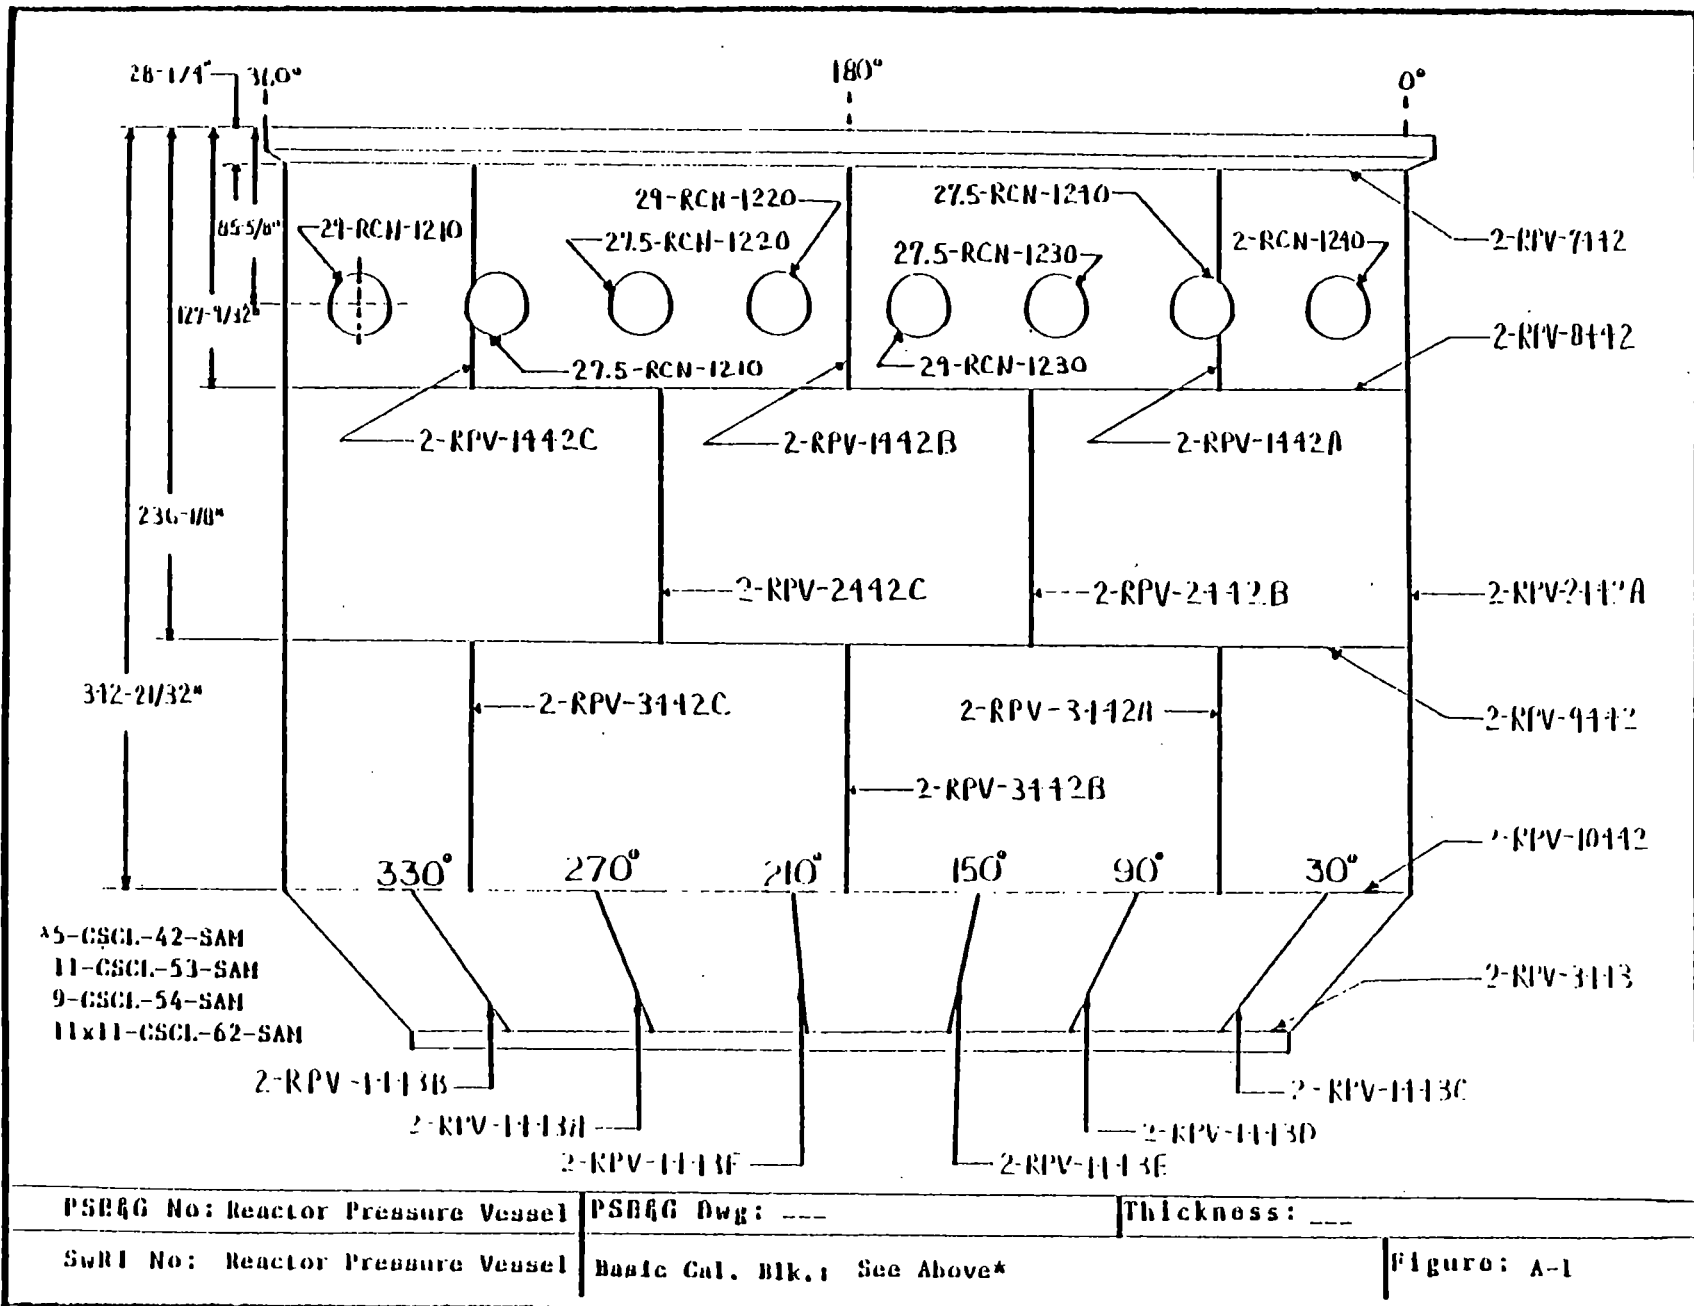 28-1/4"
360°
180°
0°
29-RCN-1220
27.5-RCN-1240
85-5/8"
29-RCN-1210
27.5-RCN-1220
27.5-RCN-1230
2-RCN-1240
2-RPV-7442
127-9/32"
2-RPV-8442
27.5-RCN-1210
29-RCN-1230
2-RPV-1442C
2-RPV-1442B
2-RPV-1442A
236-1/8"
2-RPV-2442C
2-RPV-2442B
2-RPV-2442A
342-21/32"
2-RPV-3442C
2-RPV-3442A
2-RPV-9442
2-RPV-3442B
2-RPV-10442
330°
270°
210°
150°
90°
30°
*5-CSCL-42-SAM
11-CSCL-53-SAM
9-CSCL-54-SAM
11x11-CSCL-62-SAM
2-RPV-3443
2-RPV-1443B
2-RPV-1443C
2-RPV-1443A
2-RPV-1443D
2-RPV-1443F
2-RPV-1443E
PSE&G No: Reactor Pressure Vessel
PSE&G Dwg: ---
Thickness: ---
SwRI No: Reactor Pressure Vessel
Basic Cal. Blk.: See Above*
Figure: A-1